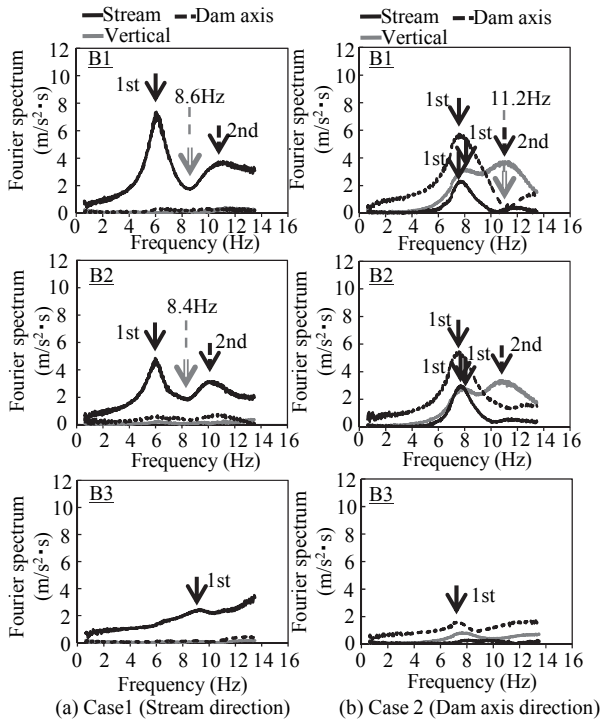 Stream Dam axis
Vertical
Stream Dam axis
Vertical
B1
1st
8.6Hz
2nd
Fourier spectrum
(m/s²・s)
12
10
8
6
4
2
0
0 2 4 6 8 10 12 14 16
Frequency (Hz)
B1
1st
1st
1st
11.2Hz
2nd
Fourier spectrum
(m/s²・s)
12
10
8
6
4
2
0
0 2 4 6 8 10 12 14 16
Frequency (Hz)
B2
1st
8.4Hz
2nd
Fourier spectrum
(m/s²・s)
12
10
8
6
4
2
0
0 2 4 6 8 10 12 14 16
Frequency (Hz)
B2
1st
1st
1st
2nd
Fourier spectrum
(m/s²・s)
12
10
8
6
4
2
0
0 2 4 6 8 10 12 14 16
Frequency (Hz)
B3
1st
Fourier spectrum
(m/s²・s)
12
10
8
6
4
2
0
0 2 4 6 8 10 12 14 16
Frequency (Hz)
B3
1st
Fourier spectrum
(m/s²・s)
12
10
8
6
4
2
0
0 2 4 6 8 10 12 14 16
Frequency (Hz)
(a) Case1 (Stream direction)
(b) Case 2 (Dam axis direction)